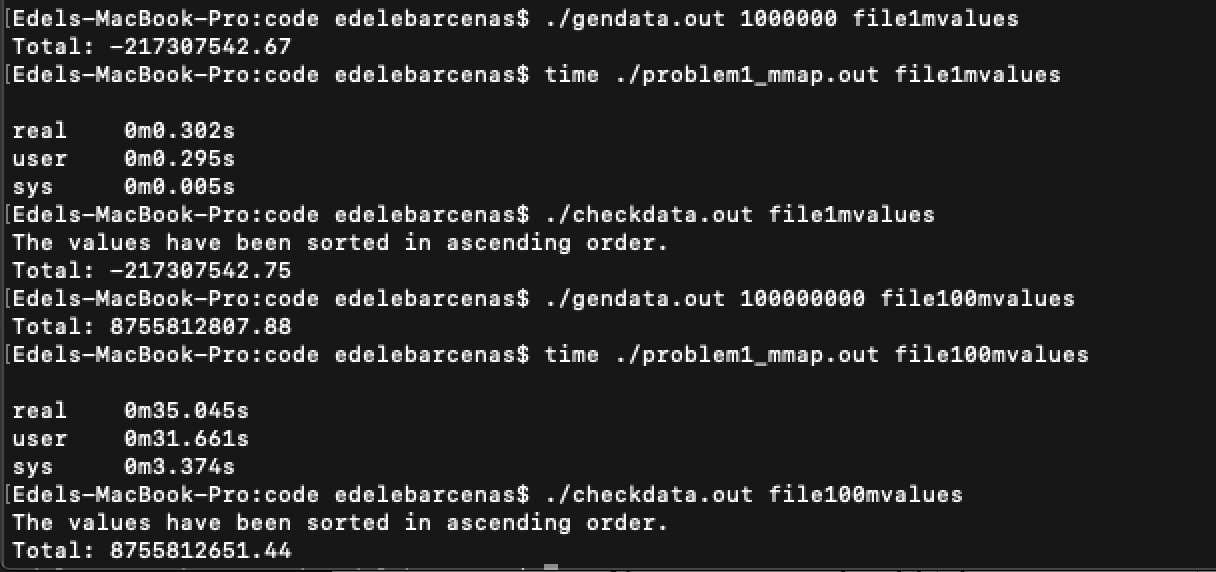 [Edels-MacBook-Pro:code edelebarcenas$ ./gendata.out 1000000 file1mvalues
Total: -217307542.67
[Edels-MacBook-Pro:code edelebarcenas$ time ./problem1_mmap.out file1mvalues
real 0m0.302s
user 0m0.295s
sys 0m0.005s
[Edels-MacBook-Pro:code edelebarcenas$ ./checkdata.out file1mvalues
The values have been sorted in ascending order.
Total: -217307542.75
[Edels-MacBook-Pro:code edelebarcenas$ ./gendata.out 100000000 file100mvalues
Total: 8755812807.88
[Edels-MacBook-Pro:code edelebarcenas$ time ./problem1_mmap.out file100mvalues
real 0m35.045s
user 0m31.661s
sys 0m3.374s
[Edels-MacBook-Pro:code edelebarcenas$ ./checkdata.out file100mvalues
The values have been sorted in ascending order.
Total: 8755812651.44